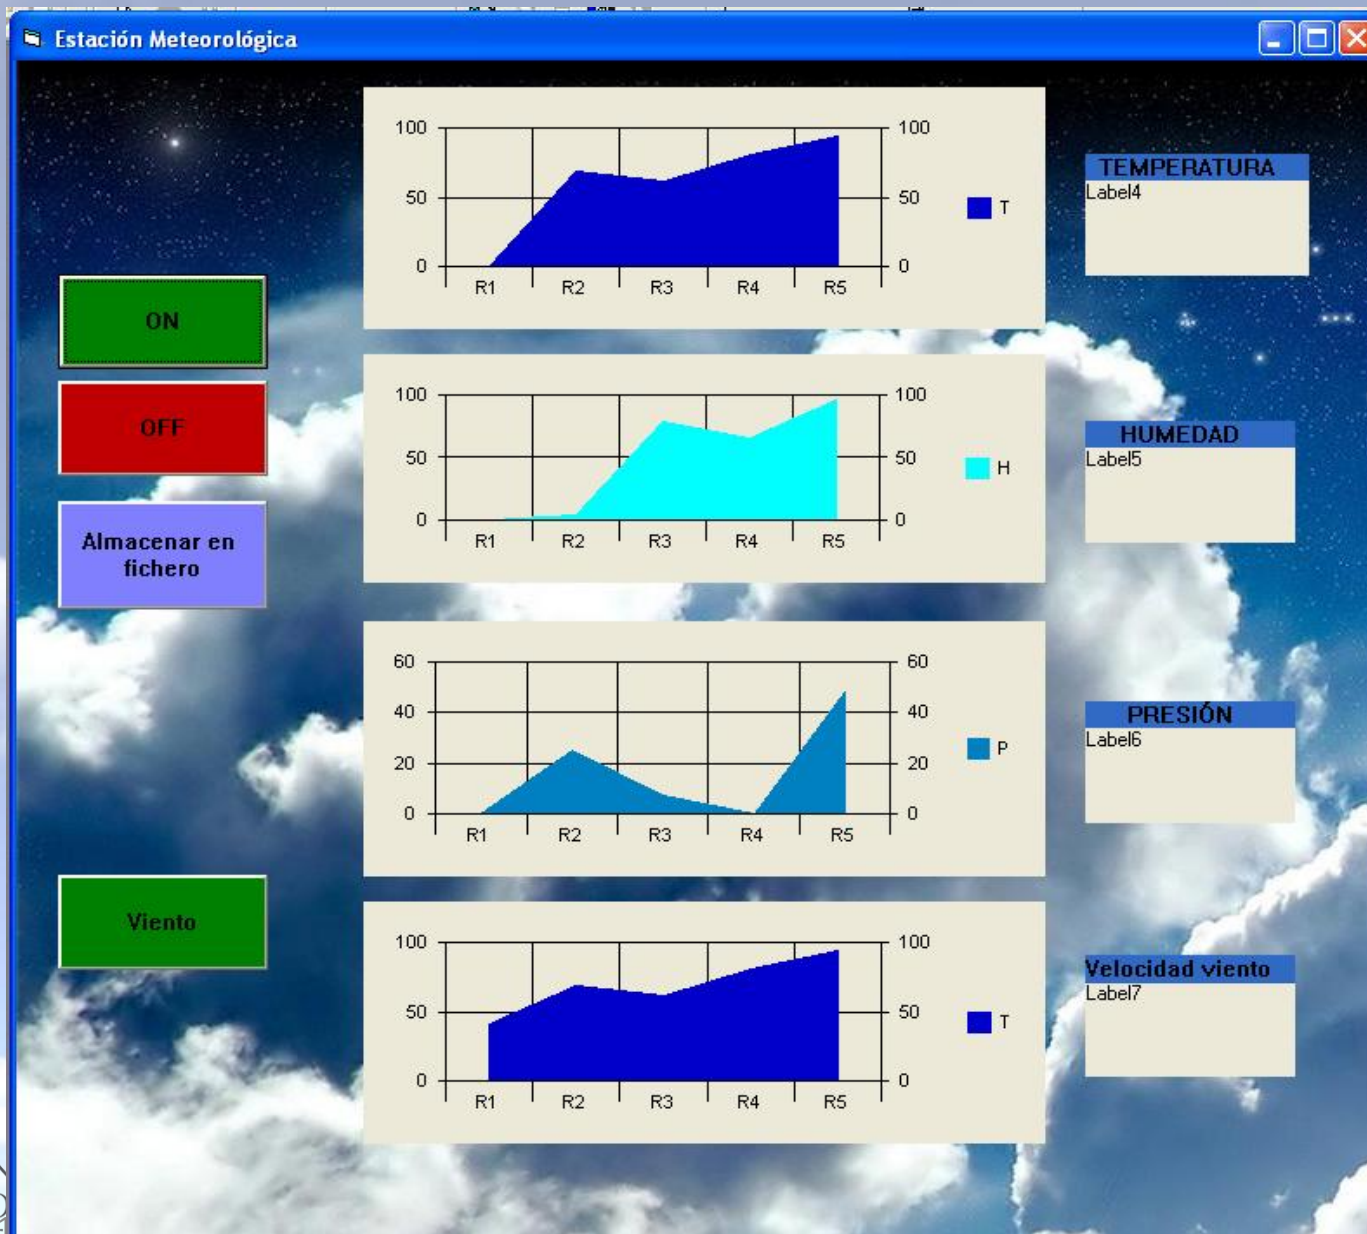 Estación Meteorológica
ON
OFF
Almacenar en
fichero
Viento
100 100
50 50
0 0
R1 R2 R3 R4 R5
T
TEMPERATURA
Label4
100 100
50 50
0 0
R1 R2 R3 R4 R5
H
HUMEDAD
Label5
60 60
40 40
20 20
0 0
R1 R2 R3 R4 R5
P
PRESIÓN
Label6
100 100
50 50
0 0
R1 R2 R3 R4 R5
T
Velocidad viento
Label7